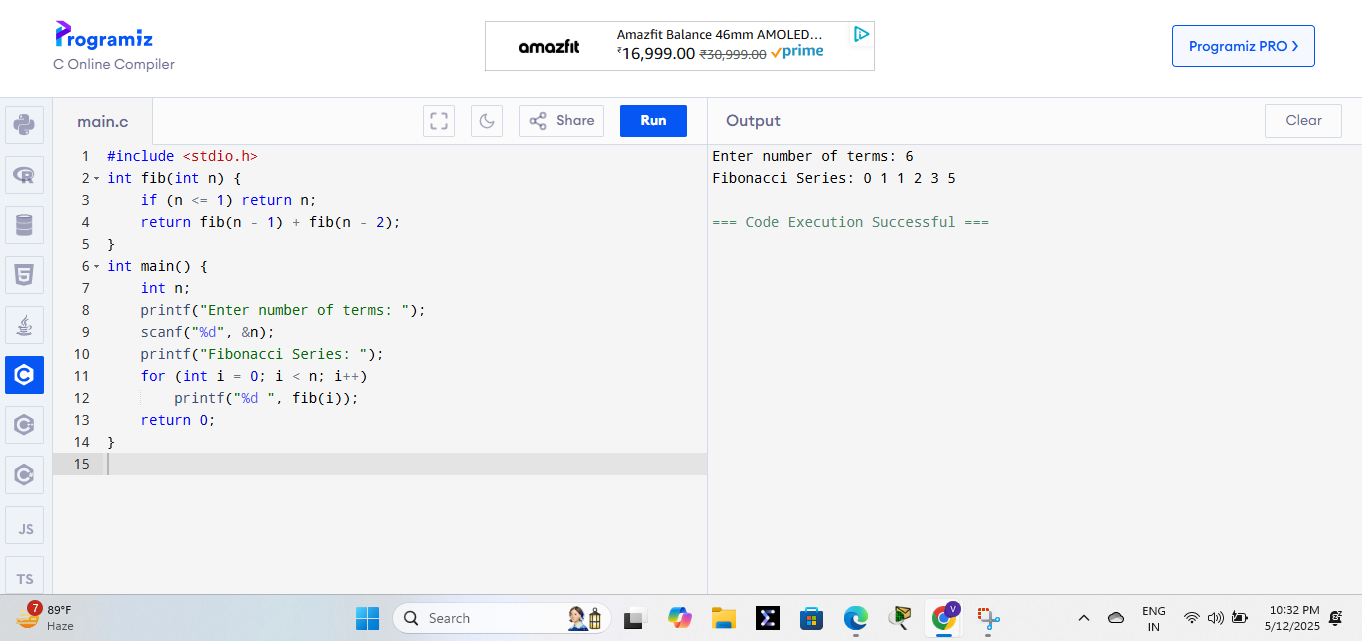 Programiz
C Online Compiler
amazfit
Amazfit Balance 46mm AMOLED...
₹16,999.00 ₹30,999.00 prime
Programiz PRO >
main.c
Share
Run
Output
Clear
1 #include <stdio.h>
2 int fib(int n) {
3 if (n <= 1) return n;
4 return fib(n - 1) + fib(n - 2);
5 }
6 int main() {
7 int n;
8 printf("Enter number of terms: ");
9 scanf("%d", &n);
10 printf("Fibonacci Series: ");
11 for (int i = 0; i < n; i++)
12 printf("%d ", fib(i));
13 return 0;
14 }
15
Enter number of terms: 6
Fibonacci Series: 0 1 1 2 3 5
=== Code Execution Successful ===
JS
TS
7
89°F
Haze
Search
V
ENG
IN
10:32 PM
5/12/2025